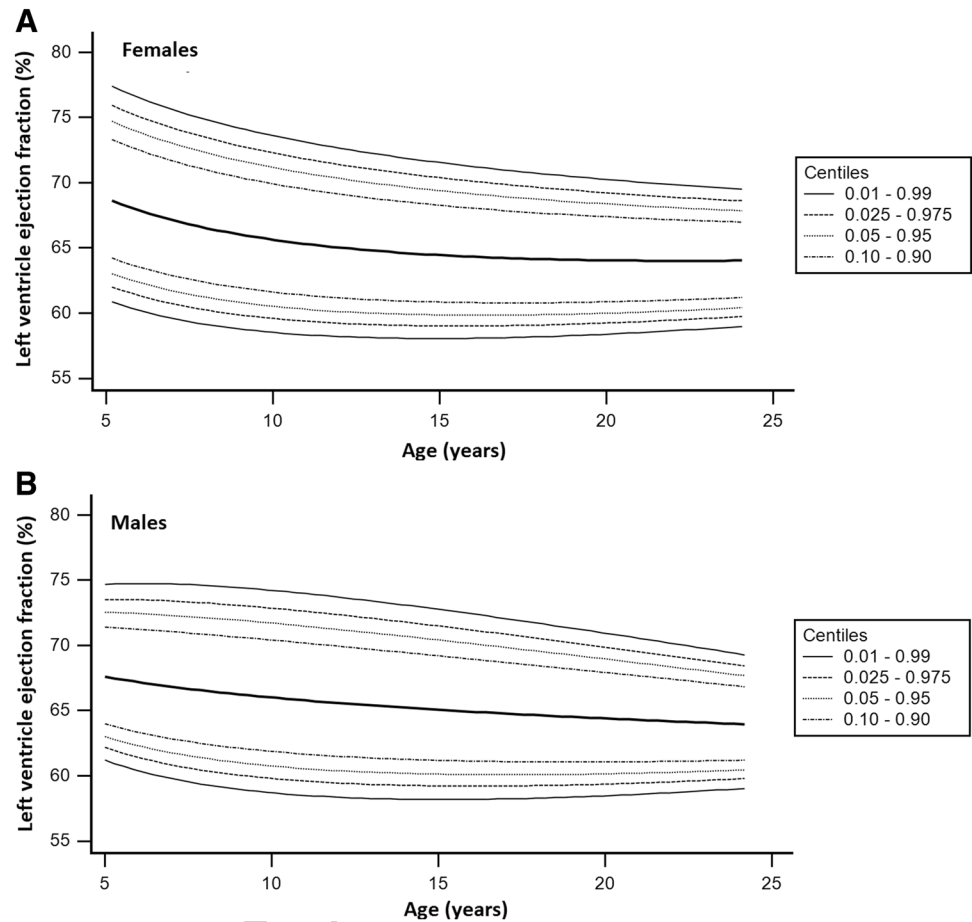 A
Females
Left ventricle ejection fraction (%)
80
75
70
65
60
55
5 10 15 20 25
Age (years)
Centiles
0.01 - 0.99
0.025 - 0.975
0.05 - 0.95
0.10 - 0.90
B
Males
Left ventricle ejection fraction (%)
80
75
70
65
60
55
5 10 15 20 25
Age (years)
Centiles
0.01 - 0.99
0.025 - 0.975
0.05 - 0.95
0.10 - 0.90